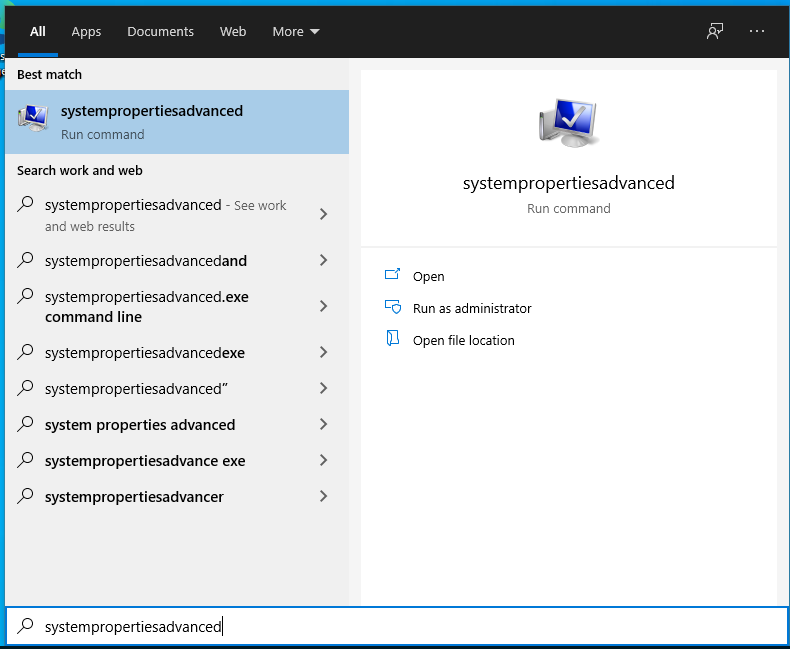 All Apps Documents Web More
Best match
systempropertiesadvanced
Run command
Search work and web
systempropertiesadvanced - See work
and web results
systempropertiesadvancedand
systempropertiesadvanced.exe
command line
systempropertiesadvancedexe
systempropertiesadvanced”
system properties advanced
systempropertiesadvance exe
systempropertiesadvancer
systempropertiesadvanced
Run command
Open
Run as administrator
Open file location
systempropertiesadvanced